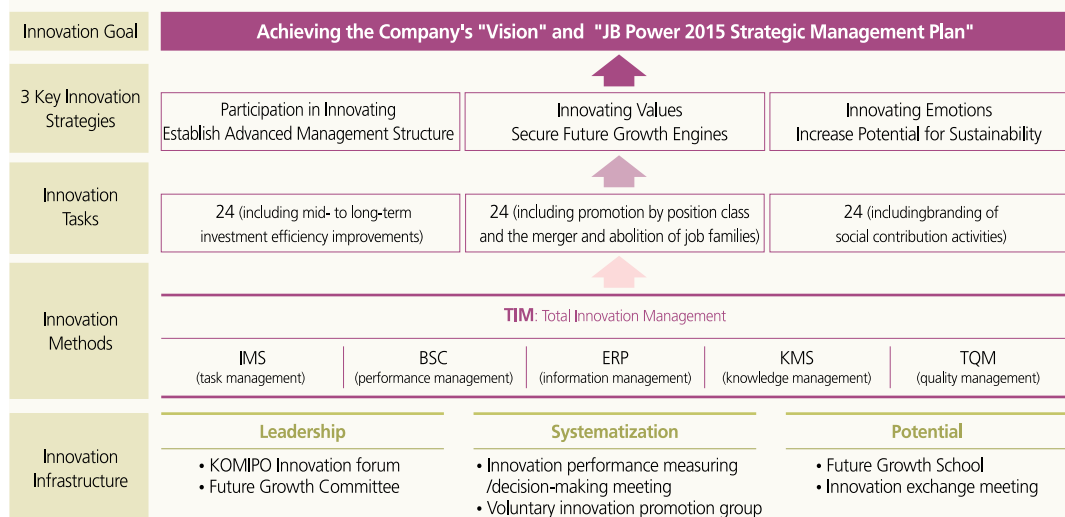 Innovation Goal
Achieving the Company's "Vision" and "JB Power 2015 Strategic Management Plan"
3 Key Innovation
Strategies
Participation in Innovating
Establish Advanced Management Structure
Innovating Values
Secure Future Growth Engines
Innovating Emotions
Increase Potential for Sustainability
Innovation
Tasks
24 (including mid- to long-term
investment efficiency improvements)
24 (including promotion by position class
and the merger and abolition of job families)
24 (includingbranding of
social contribution activities)
Innovation
Methods
TIM: Total Innovation Management
IMS
(task management)
BSC
(performance management)
ERP
(information management)
KMS
(knowledge management)
TQM
(quality management)
Innovation
Infrastructure
Leadership
• KOMIPO Innovation forum
• Future Growth Committee
Systematization
• Innovation performance measuring
/decision-making meeting
• Voluntary innovation promotion group
Potential
• Future Growth School
• Innovation exchange meeting